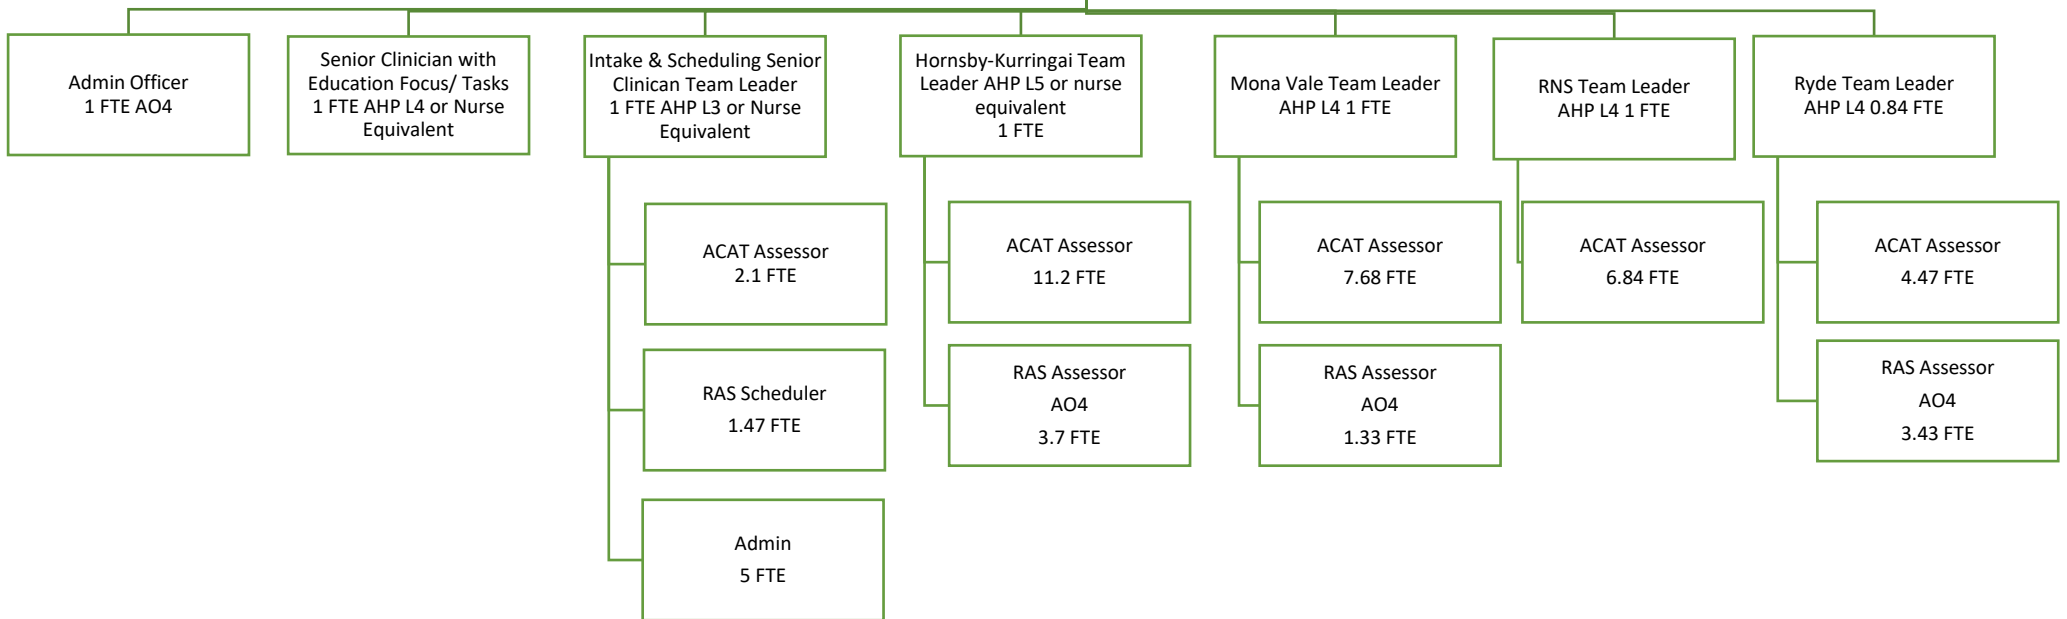 Admin Officer
1 FTE AO4
Senior Clinician with
Education Focus/ Tasks
1 FTE AHP L4 or Nurse
Equivalent
Intake & Scheduling Senior
Clinican Team Leader
1 FTE AHP L3 or Nurse
Equivalent
Hornsby-Kurringai Team
Leader AHP L5 or nurse
equivalent
1 FTE
Mona Vale Team Leader
AHP L4 1 FTE
RNS Team Leader
AHP L4 1 FTE
Ryde Team Leader
AHP L4 0.84 FTE
ACAT Assessor
2.1 FTE
RAS Scheduler
1.47 FTE
Admin
5 FTE
ACAT Assessor
11.2 FTE
RAS Assessor
AO4
3.7 FTE
ACAT Assessor
7.68 FTE
RAS Assessor
AO4
1.33 FTE
ACAT Assessor
6.84 FTE
ACAT Assessor
4.47 FTE
RAS Assessor
AO4
3.43 FTE